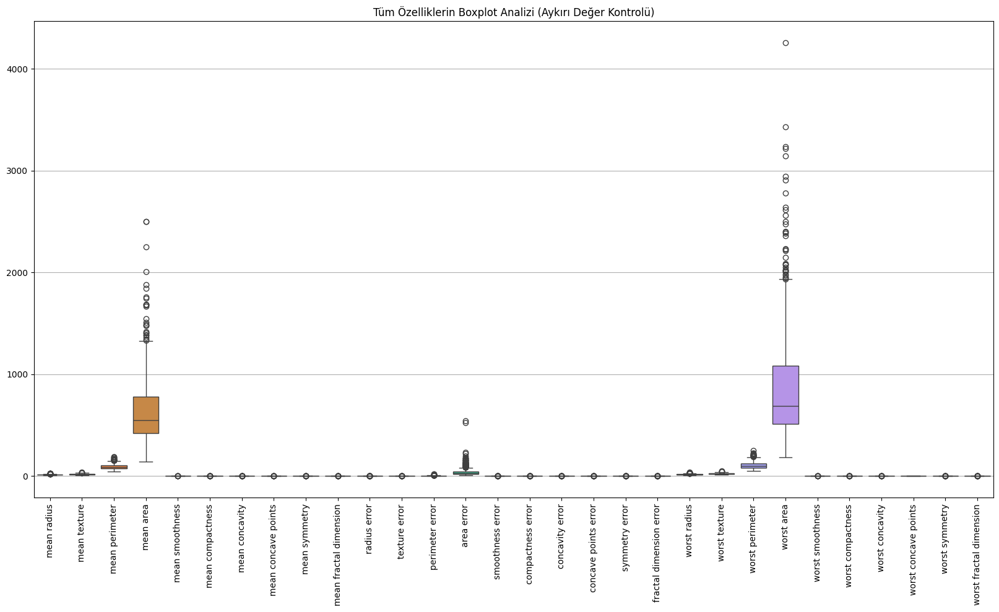 Tüm Özelliklerin Boxplot Analizi (Aykırı Değer Kontrolü)
4000
3000
2000
1000
0
mean radius
mean texture
mean perimeter
mean area
mean smoothness
mean compactness
mean concavity
mean concave points
mean symmetry
mean fractal dimension
radius error
texture error
perimeter error
area error
smoothness error
compactness error
concavity error
concave points error
symmetry error
fractal dimension error
worst radius
worst texture
worst perimeter
worst area
worst smoothness
worst compactness
worst concavity
worst concave points
worst symmetry
worst fractal dimension